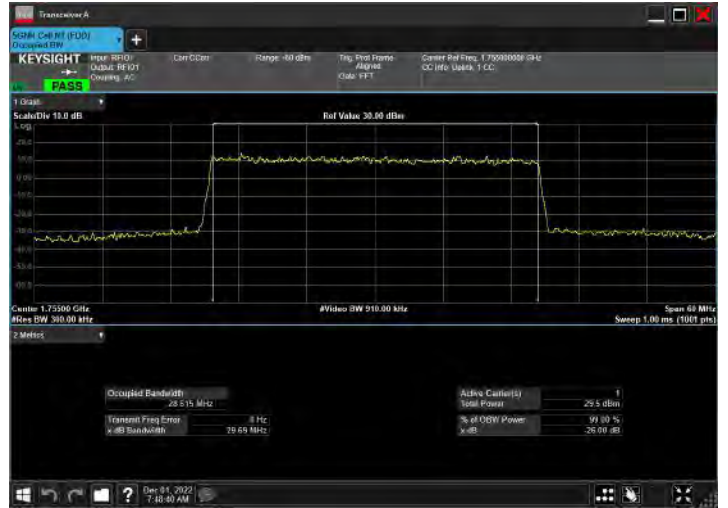 Transceiver A
5GNR Cell N1 (FDD)
Occupied BW
+
KEYSIGHT
Input: RFIO1
Output: RFIO1
Coupling: AC
Corr CCorr
Range: -60 dBm
Trig: Prot Frame
Aligned
Gate: FFT
Center Ref Freq: 1.755000000 GHz
CC Info: Uplink, 1 CC
PASS
1 Graph
Scale/Div 10.0 dB
Ref Value 30.00 dBm
Log
20.0
10.0
0.00
-10.0
-20.0
-30.0
-40.0
-50.0
-60.0
Center 1.75500 GHz
#Video BW 910.00 kHz
Span 60 MHz
#Res BW 300.00 kHz
Sweep 1.00 ms (1001 pts)
2 Metrics
Occupied Bandwidth
28.615 MHz
Active Carrier(s) 1
Total Power 29.5 dBm
Transmit Freq Error 0 Hz
% of OBW Power 99.00 %
x dB Bandwidth 29.69 MHz
x dB -26.00 dB
?
Dec 01, 2022
7:48:40 AM